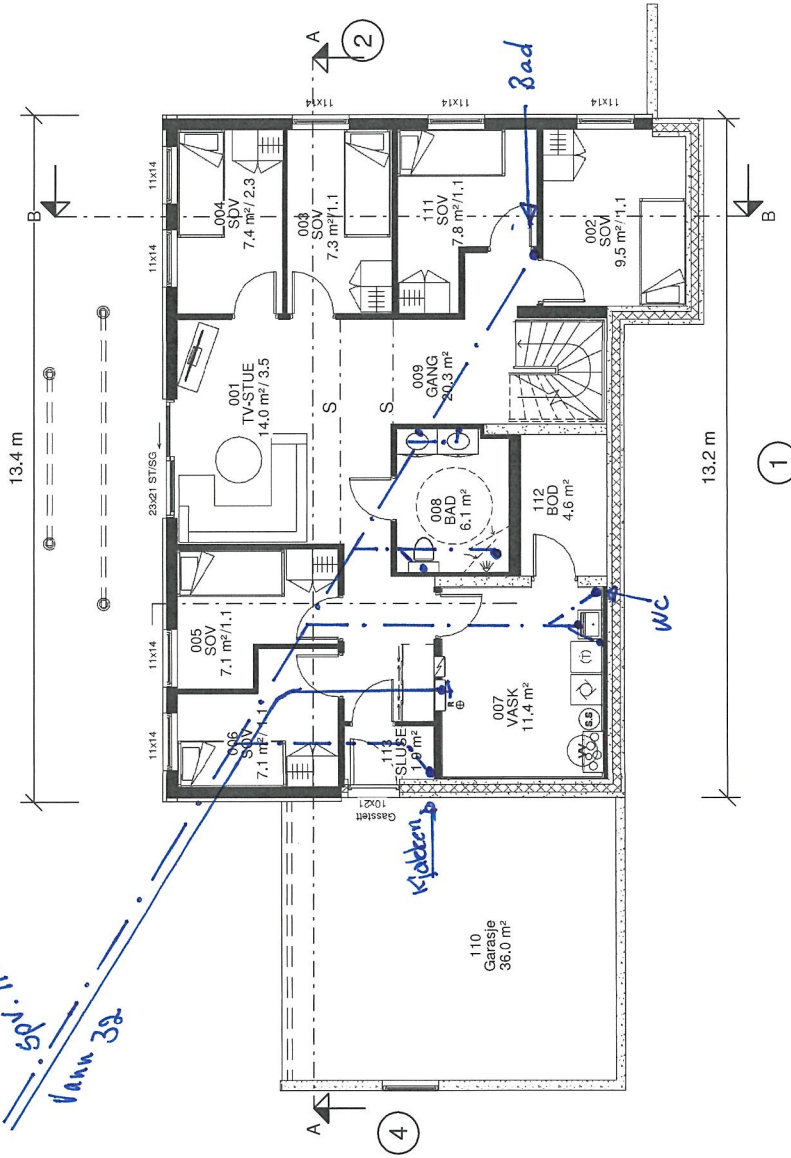 B
13.4 m
11x14
11x14
23x21 ST/SG
11x14
11x14
A
2
11x14
11x14
11x14
004
SOV
7.4 m² / 2.3
003
SOV
7.3 m²/1.1
111
SOV
7.8 m²/1.1
002
SOV
9.5 m²/1.1
Bad
001
TV-STUE
14.0 m² / 3.5
S
S
009
GANG
20.3 m²
005
SOV
7.1 m²/1.1
006
SOV
7.1 m²/ 1.1
008
BAD
6.1 m²
112
BOD
4.6 m²
007
VASK
11.4 m²
R
T
S.S
VV
WC
113
SLUSE
1.9 m²
Gasstett
10x21
Kjøkken
110
Garasje
36.0 m²
Spv.
Vann 32
A
4
B
13.2 m
1